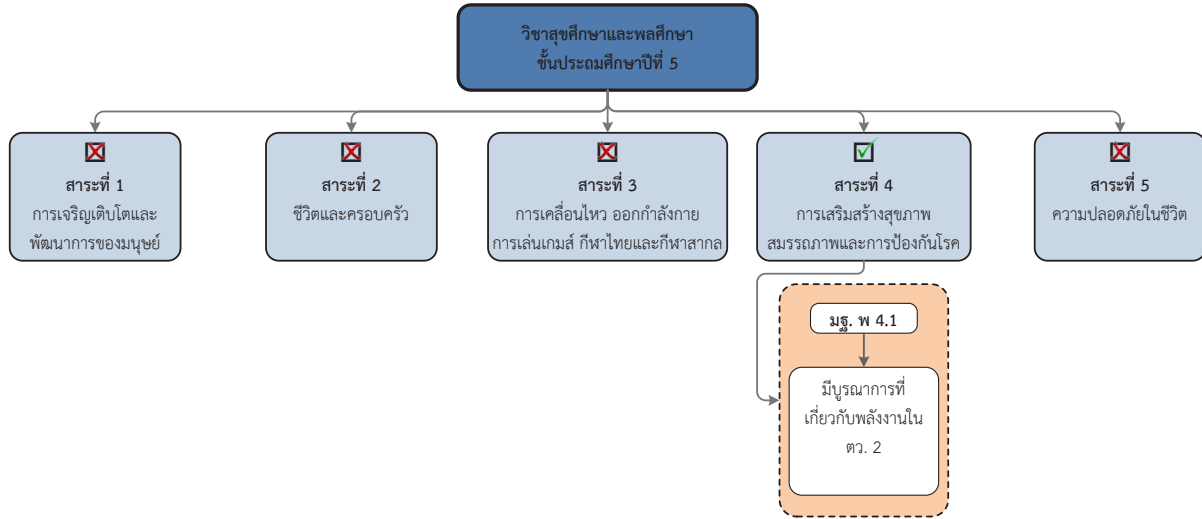 วิชาสุขศึกษาและพลศึกษา
ชั้นประถมศึกษาปีที่ 5
สาระที่ 1
การเจริญเติบโตและ
พัฒนาการของมนุษย์
สาระที่ 2
ชีวิตและครอบครัว
สาระที่ 3
การเคลื่อนไหว ออกกำลังกาย
การเล่นเกมส์ กีฬาไทยและกีฬาสากล
สาระที่ 4
การเสริมสร้างสุขภาพ
สมรรถภาพและการป้องกันโรค
สาระที่ 5
ความปลอดภัยในชีวิต
มฐ. พ 4.1
มีบูรณาการที่
เกี่ยวกับพลังงานใน
ตว. 2